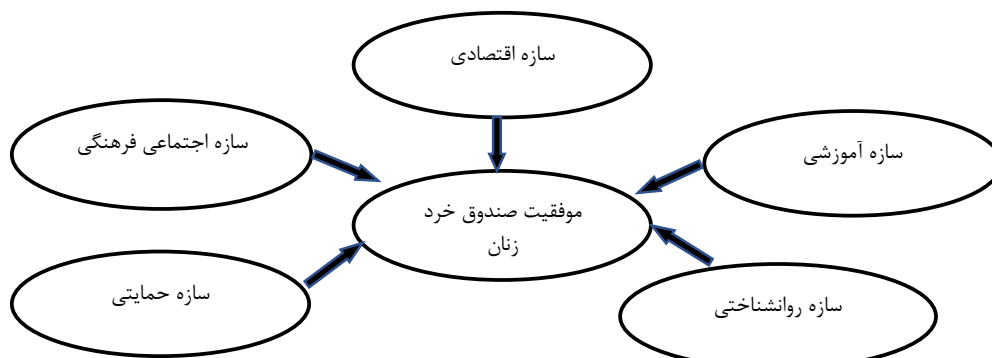 سازه اقتصادی
سازه آموزشی
سازه اجتماعی فرهنگی
موفقیت صندوق خرد
زنان
سازه حمایتی
سازه روانشناختی